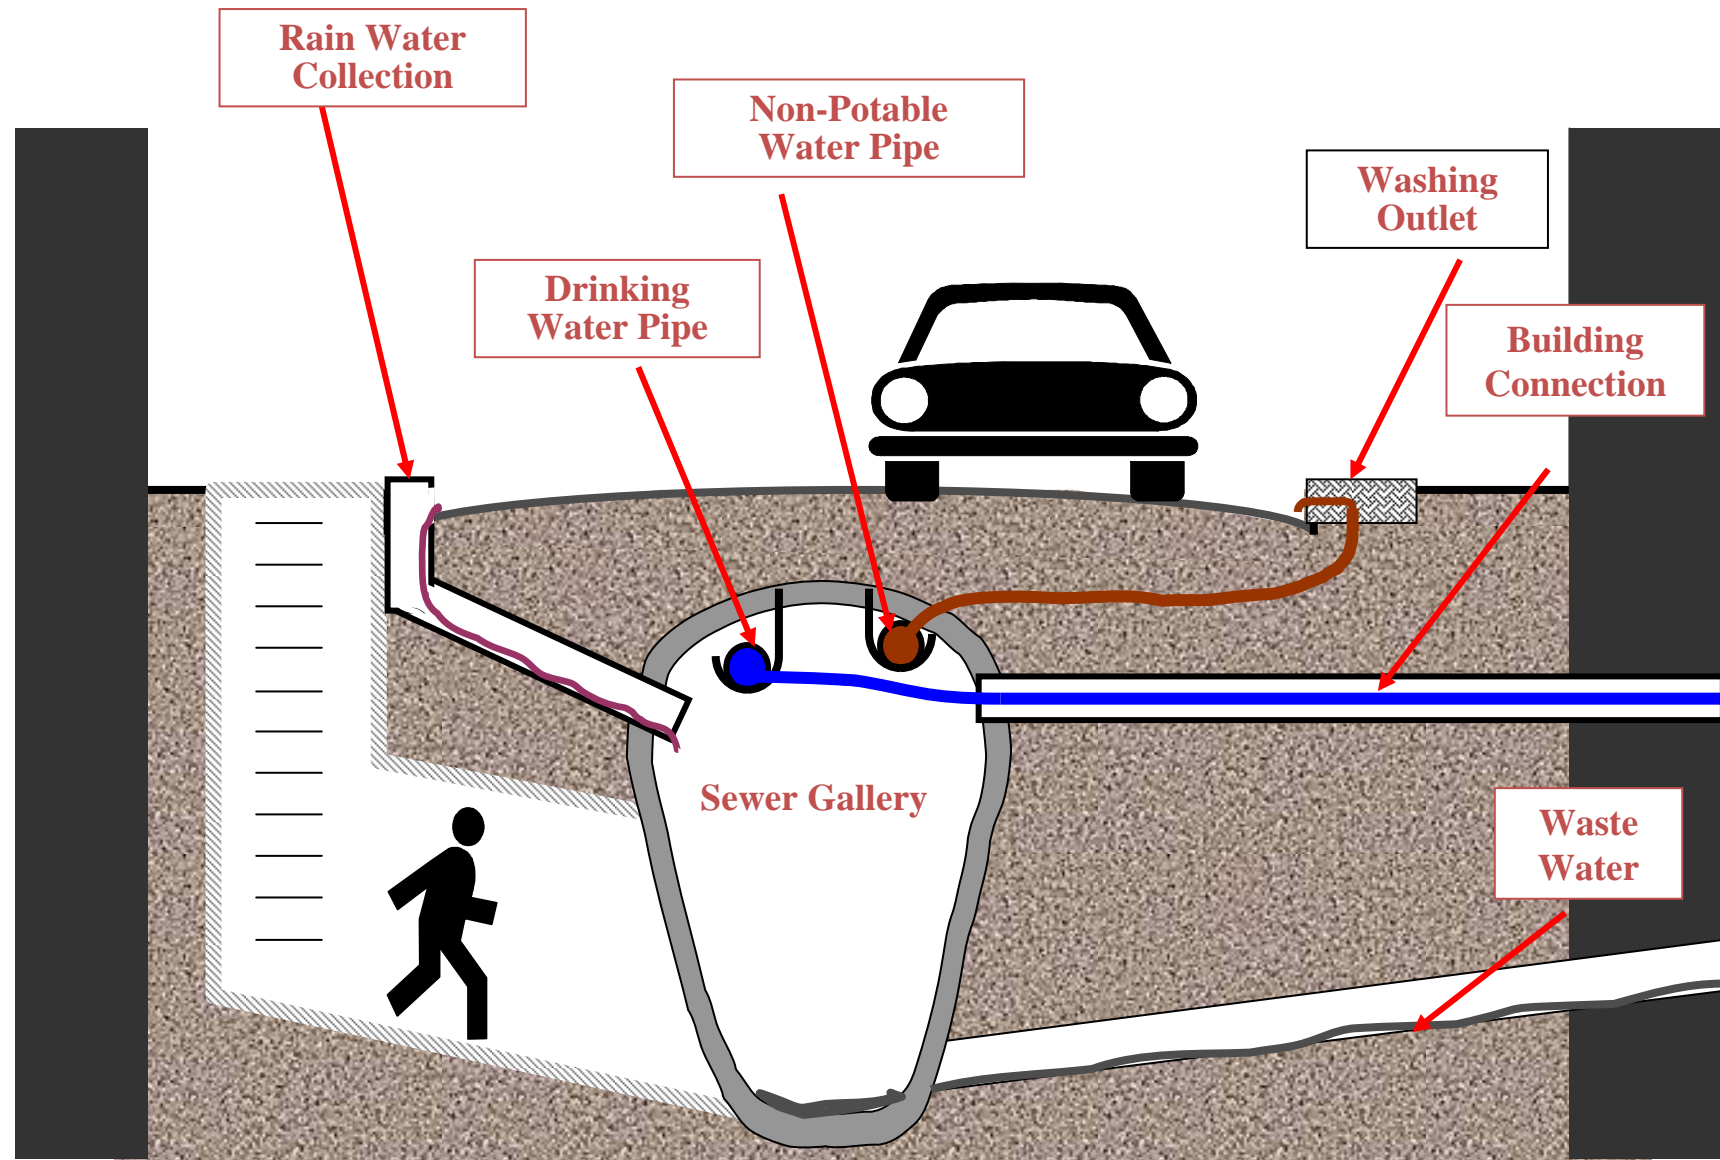 Rain Water
Collection
Non-Potable
Water Pipe
Washing
Outlet
Drinking
Water Pipe
Building
Connection
Sewer Gallery
Waste
Water